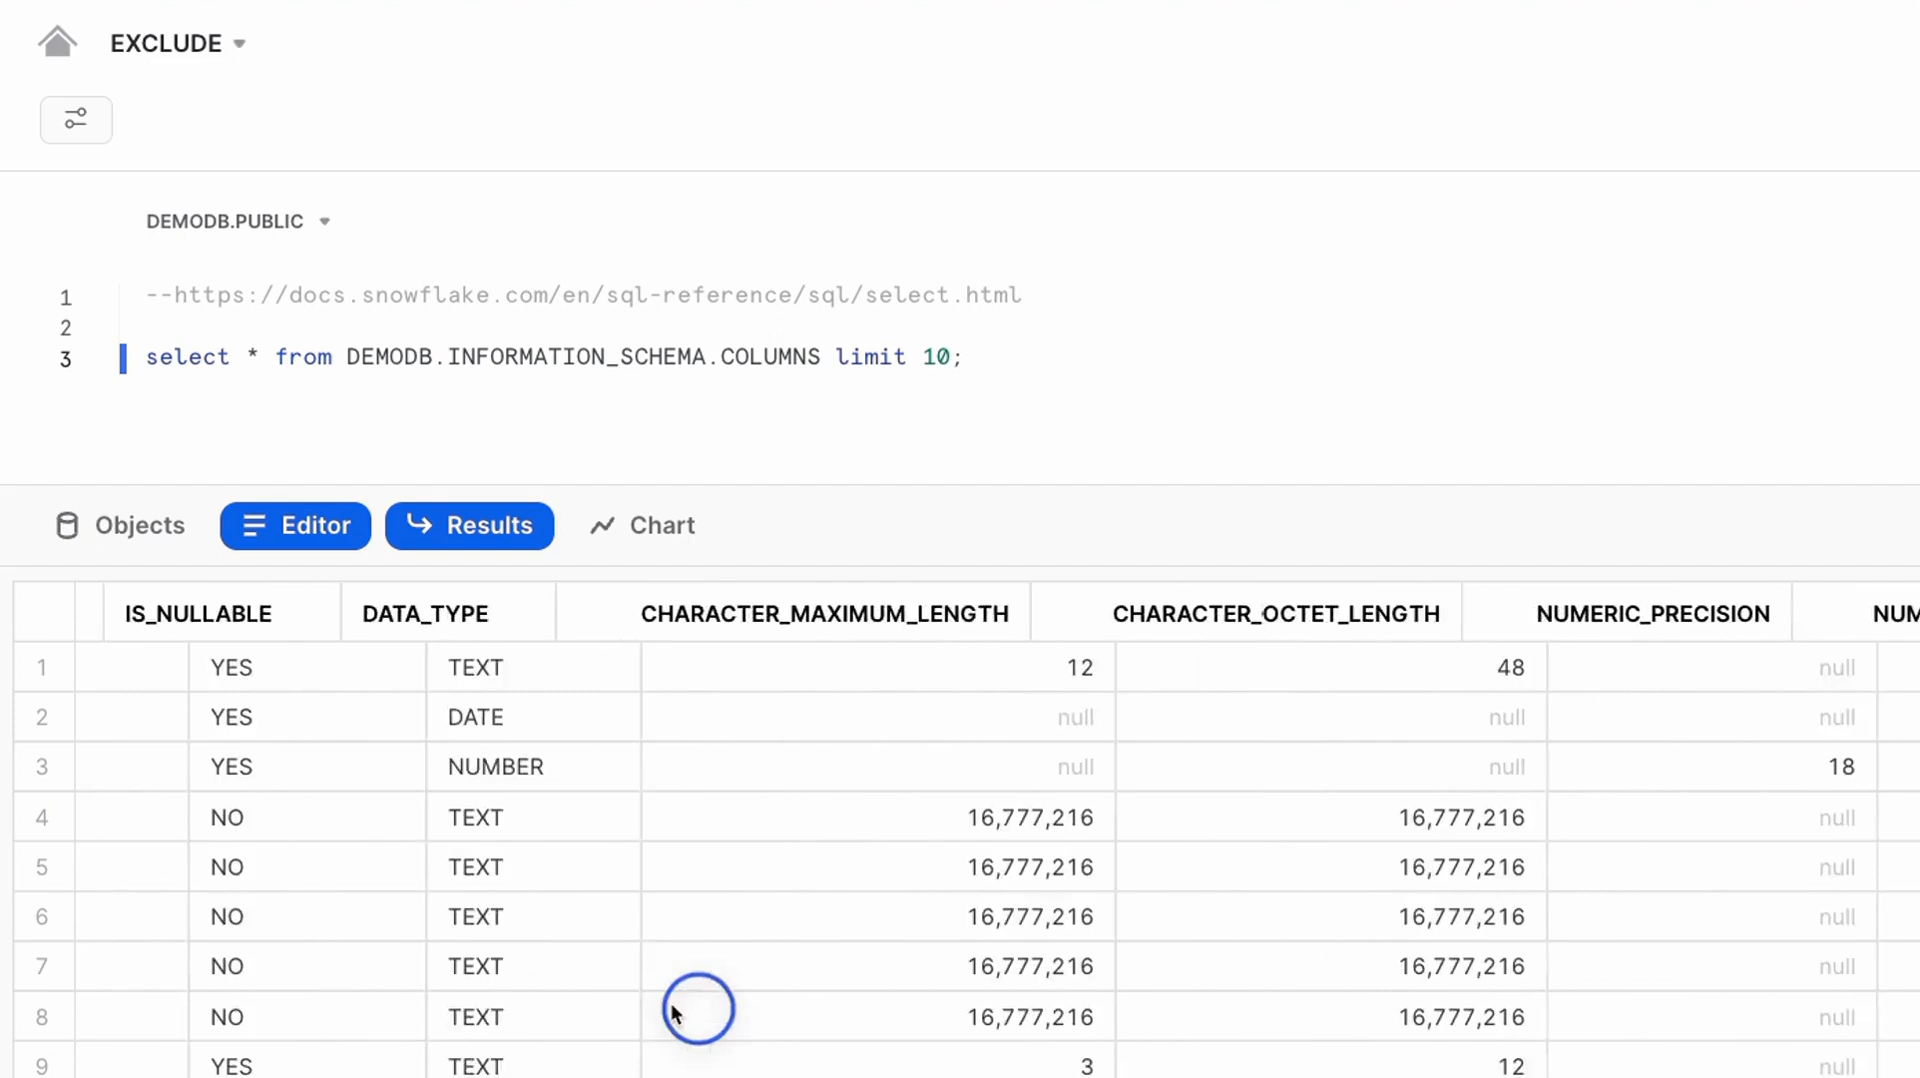 EXCLUDE
DEMODB.PUBLIC
1 --https://docs.snowflake.com/en/sql-reference/sql/select.html
2
3 select * from DEMODB.INFORMATION_SCHEMA.COLUMNS limit 10;
Objects Editor Results Chart
IS_NULLABLE DATA_TYPE CHARACTER_MAXIMUM_LENGTH CHARACTER_OCTET_LENGTH NUMERIC_PRECISION NUM
1 YES TEXT 12 48 null
2 YES DATE null null null
3 YES NUMBER null null 18
4 NO TEXT 16,777,216 16,777,216 null
5 NO TEXT 16,777,216 16,777,216 null
6 NO TEXT 16,777,216 16,777,216 null
7 NO TEXT 16,777,216 16,777,216 null
8 NO TEXT 16,777,216 16,777,216 null
9 YES TEXT 3 12 null